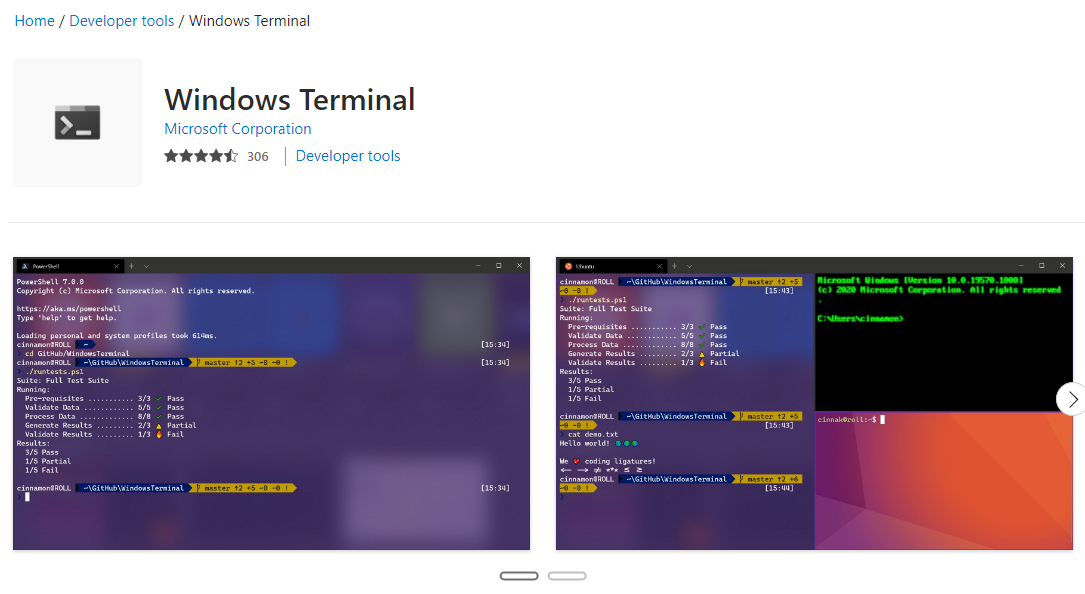 Home / Developer tools / Windows Terminal
Windows Terminal
Microsoft Corporation
306 | Developer tools
PowerShell
PowerShell 7.0.0
Copyright (c) Microsoft Corporation. All rights reserved.
https://aka.ms/powershell
Type 'help' to get help.
Loading personal and system profiles took 614ms.
cinnamon@ROLL ~ [15:34]
> cd GitHub/WindowsTerminal
cinnamon@ROLL ~\GitHub\WindowsTerminal master ↑2 +5 ~0 -0 ! [15:34]
> ./runtests.ps1
Suite: Full Test Suite
Running:
Pre-requisites ........... 3/3 ✔ Pass
Validate Data ............ 5/5 ✔ Pass
Process Data ............. 8/8 ✔ Pass
Generate Results ......... 2/3 ⚠ Partial
Validate Results ......... 1/3 🔥 Fail
Results:
3/5 Pass
1/5 Partial
1/5 Fail
cinnamon@ROLL ~\GitHub\WindowsTerminal master ↑2 +5 ~0 -0 ! [15:34]
>
Ubuntu
cinnamon@ROLL ~\GitHub\WindowsTerminal master ↑2 +5
~0 -0 ! [15:43]
> ./runtests.ps1
Suite: Full Test Suite
Running:
Pre-requisites ........... 3/3 ✔ Pass
Validate Data ............ 5/5 ✔ Pass
Process Data ............. 8/8 ✔ Pass
Generate Results ......... 2/3 ⚠ Partial
Validate Results ......... 1/3 🔥 Fail
Results:
3/5 Pass
1/5 Partial
1/5 Fail
cinnamon@ROLL ~\GitHub\WindowsTerminal master ↑2 +5
~0 -0 ! [15:43]
> cat demo.txt
Hello world! 🌏🌍🌎
We ❤ coding ligatures!
⟵ ⟶ ≠ *** ≤ ≥
cinnamon@ROLL ~\GitHub\WindowsTerminal master ↑2 +6
~0 -0 ! [15:44]
>
Microsoft Windows [Version 10.0.19570.1000]
(c) 2020 Microsoft Corporation. All rights reserved
.
C:\Users\cinnamon>
cinnak@roll:~$